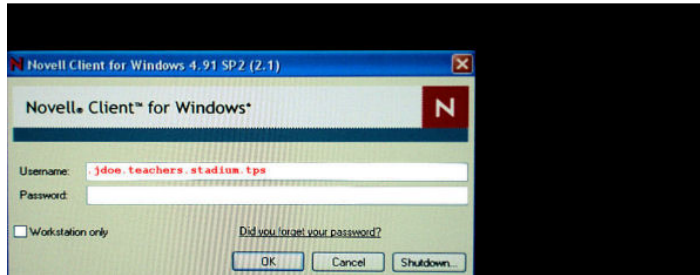 Novell Client for Windows 4.91 SP2 (2.1)
Novell® Client™ for Windows*
N
Username: .jdoe.teachers.stadium.tps
Password:
Workstation only
Did you forget your password?
OK Cancel Shutdown...